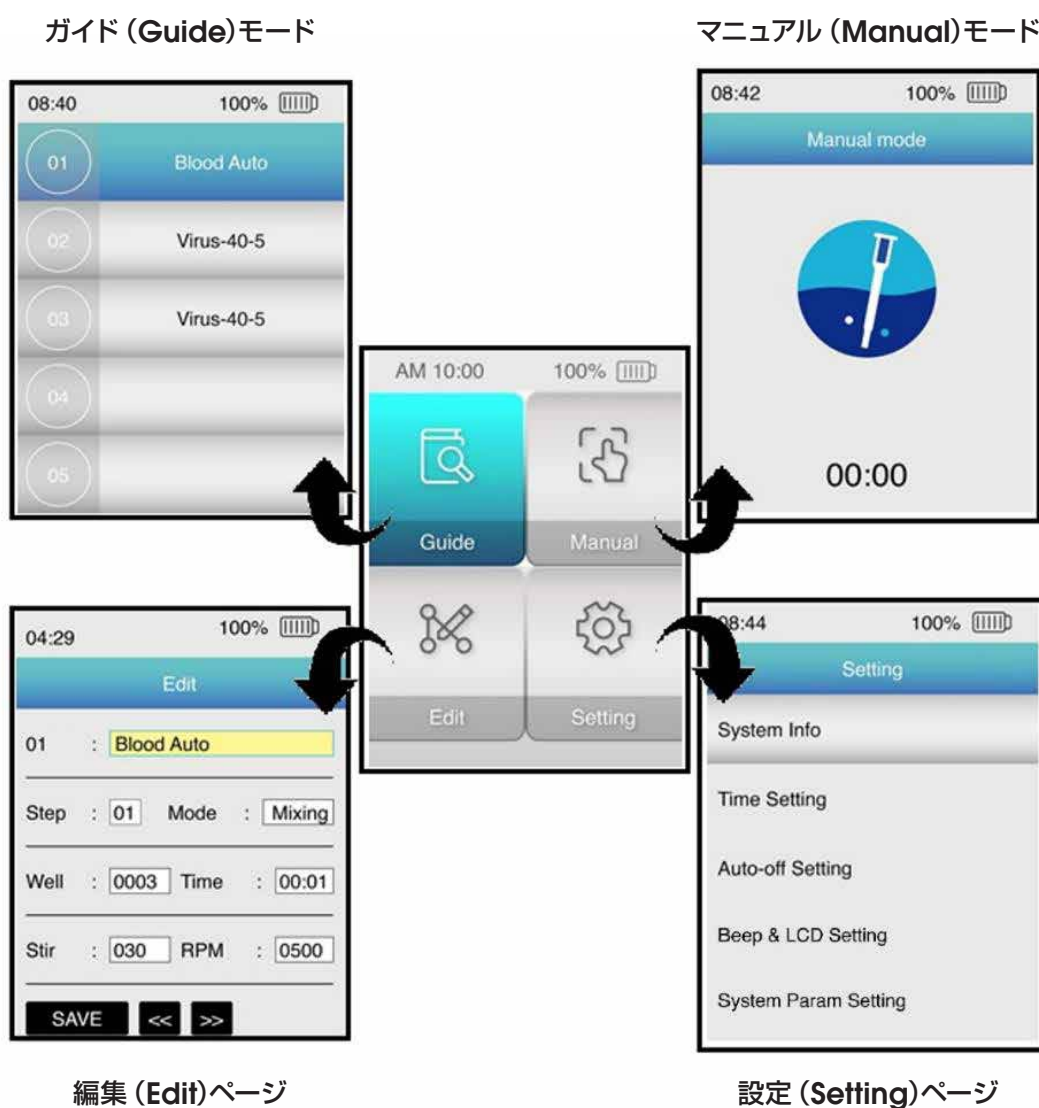 ガイド（Guide）モード
08:40 100%
01 Blood Auto
02 Virus-40-5
03 Virus-40-5
04
05
マニュアル（Manual）モード
08:42 100%
Manual mode
00:00
AM 10:00 100%
Guide Manual
Edit Setting
04:29 100%
Edit
01 : Blood Auto
Step : 01 Mode : Mixing
Well : 0003 Time : 00:01
Stir : 030 RPM : 0500
SAVE << >>
編集（Edit）ページ
08:44 100%
Setting
System Info
Time Setting
Auto-off Setting
Beep & LCD Setting
System Param Setting
設定（Setting）ページ